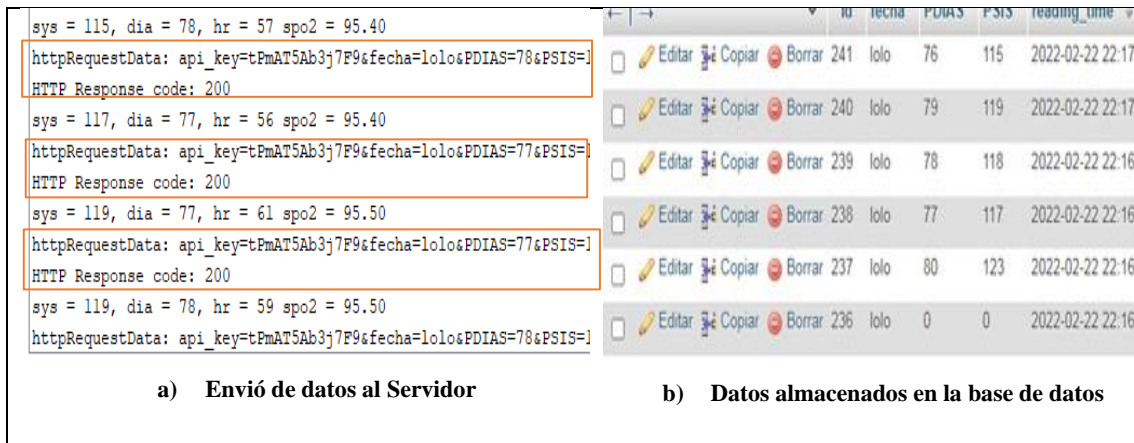 sys = 115, dia = 78, hr = 57 spo2 = 95.40
httpRequestData: api_key=tPmAT5Ab3j7F9&fecha=lolo&PDIAS=78&PSIS=1
HTTP Response code: 200
sys = 117, dia = 77, hr = 56 spo2 = 95.40
httpRequestData: api_key=tPmAT5Ab3j7F9&fecha=lolo&PDIAS=77&PSIS=1
HTTP Response code: 200
sys = 119, dia = 77, hr = 61 spo2 = 95.50
httpRequestData: api_key=tPmAT5Ab3j7F9&fecha=lolo&PDIAS=77&PSIS=1
HTTP Response code: 200
sys = 119, dia = 78, hr = 59 spo2 = 95.50
httpRequestData: api_key=tPmAT5Ab3j7F9&fecha=lolo&PDIAS=78&PSIS=1
a) Envió de datos al Servidor
←|→ id fecha PDIAS PSIS reading_time
Editar Copiar Borrar 241 lolo 76 115 2022-02-22 22:17
Editar Copiar Borrar 240 lolo 79 119 2022-02-22 22:17
Editar Copiar Borrar 239 lolo 78 118 2022-02-22 22:16
Editar Copiar Borrar 238 lolo 77 117 2022-02-22 22:16
Editar Copiar Borrar 237 lolo 80 123 2022-02-22 22:16
Editar Copiar Borrar 236 lolo 0 0 2022-02-22 22:16
b) Datos almacenados en la base de datos